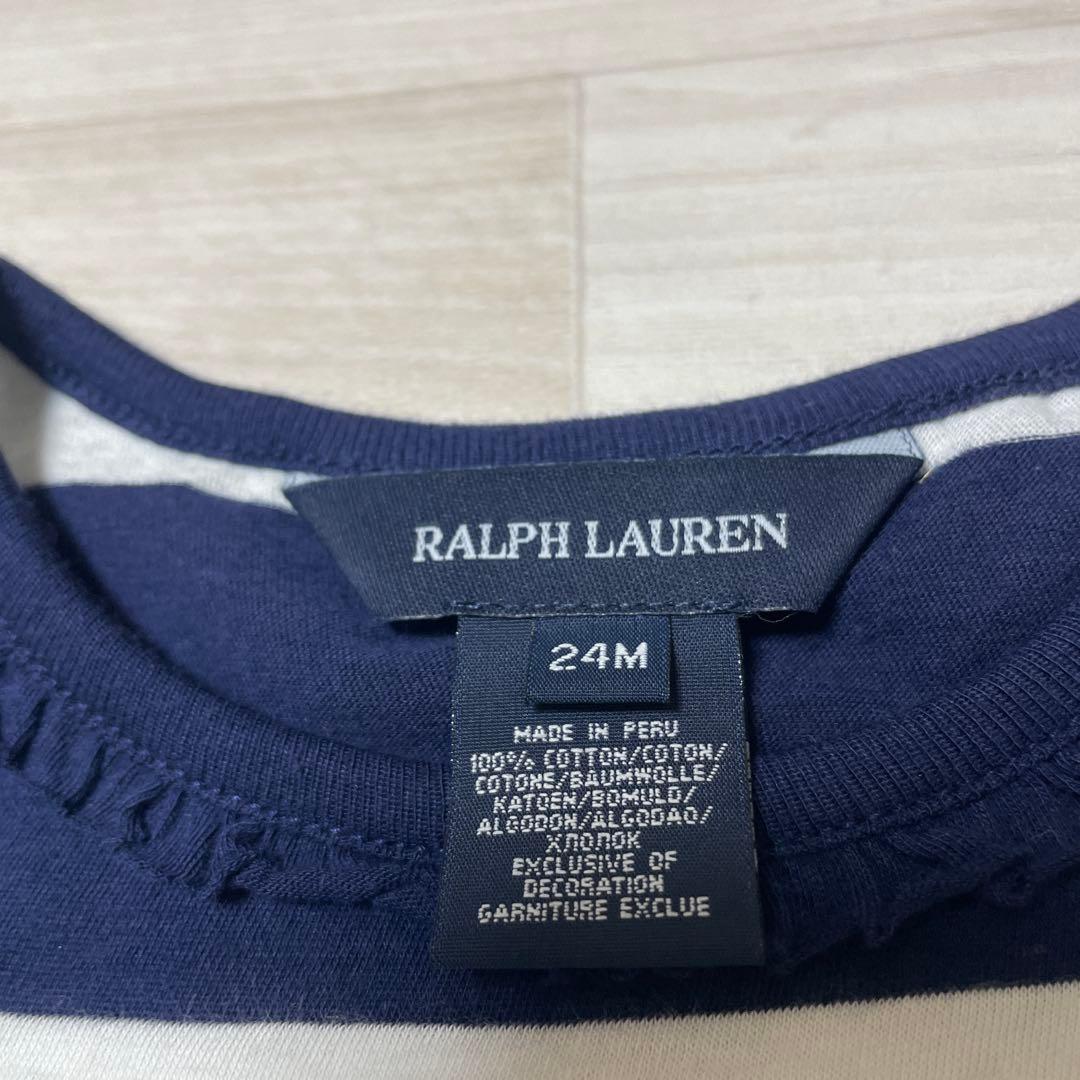 RALPH LAUREN
24M
MADE IN PERU
100% COTTON/COTON/
COTONE/BAUMWOLLE/
KATOEN/BOMULD/
ALGODON/ALGODAO/
ХЛОПОК
EXCLUSIVE OF
DECORATION
GARNITURE EXCLUE